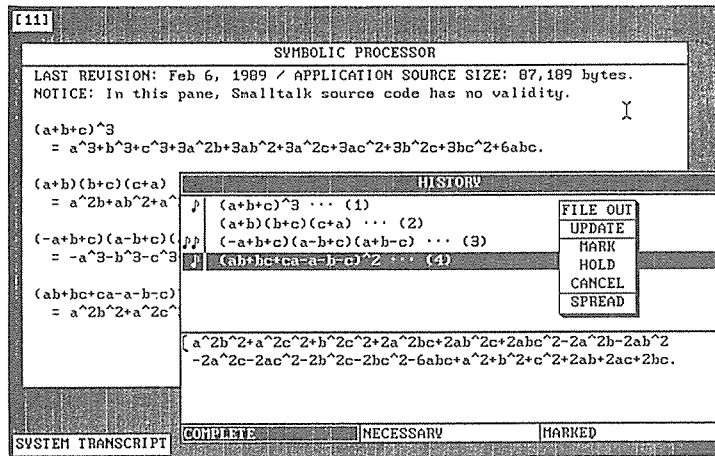 [11]
SYMBOLIC PROCESSOR
LAST REVISION: Feb 6, 1989 / APPLICATION SOURCE SIZE: 87,189 bytes.
NOTICE: In this pane, Smalltalk source code has no validity.
(a+b+c)^3
= a^3+b^3+c^3+3a^2b+3ab^2+3a^2c+3ac^2+3b^2c+3bc^2+6abc.
(a+b)(b+c)(c+a)
= a^2b+ab^2+a^
(-a+b+c)(a-b+c)(
= -a^3-b^3-c^3
(ab+bc+ca-a-b-c)
= a^2b^2+a^2c^
HISTORY
♪ (a+b+c)^3 ··· (1)
(a+b)(b+c)(c+a) ··· (2)
♪♪ (-a+b+c)(a-b+c)(a+b-c) ··· (3)
♪ (ab+bc+ca-a-b-c)^2 ··· (4)
FILE OUT
UPDATE
MARK
HOLD
CANCEL
SPREAD
a^2b^2+a^2c^2+b^2c^2+2a^2bc+2ab^2c+2abc^2-2a^2b-2ab^2
-2a^2c-2ac^2-2b^2c-2bc^2-6abc+a^2+b^2+c^2+2ab+2ac+2bc.
COMPLETE NECESSARY MARKED
SYSTEM TRANSCRIPT